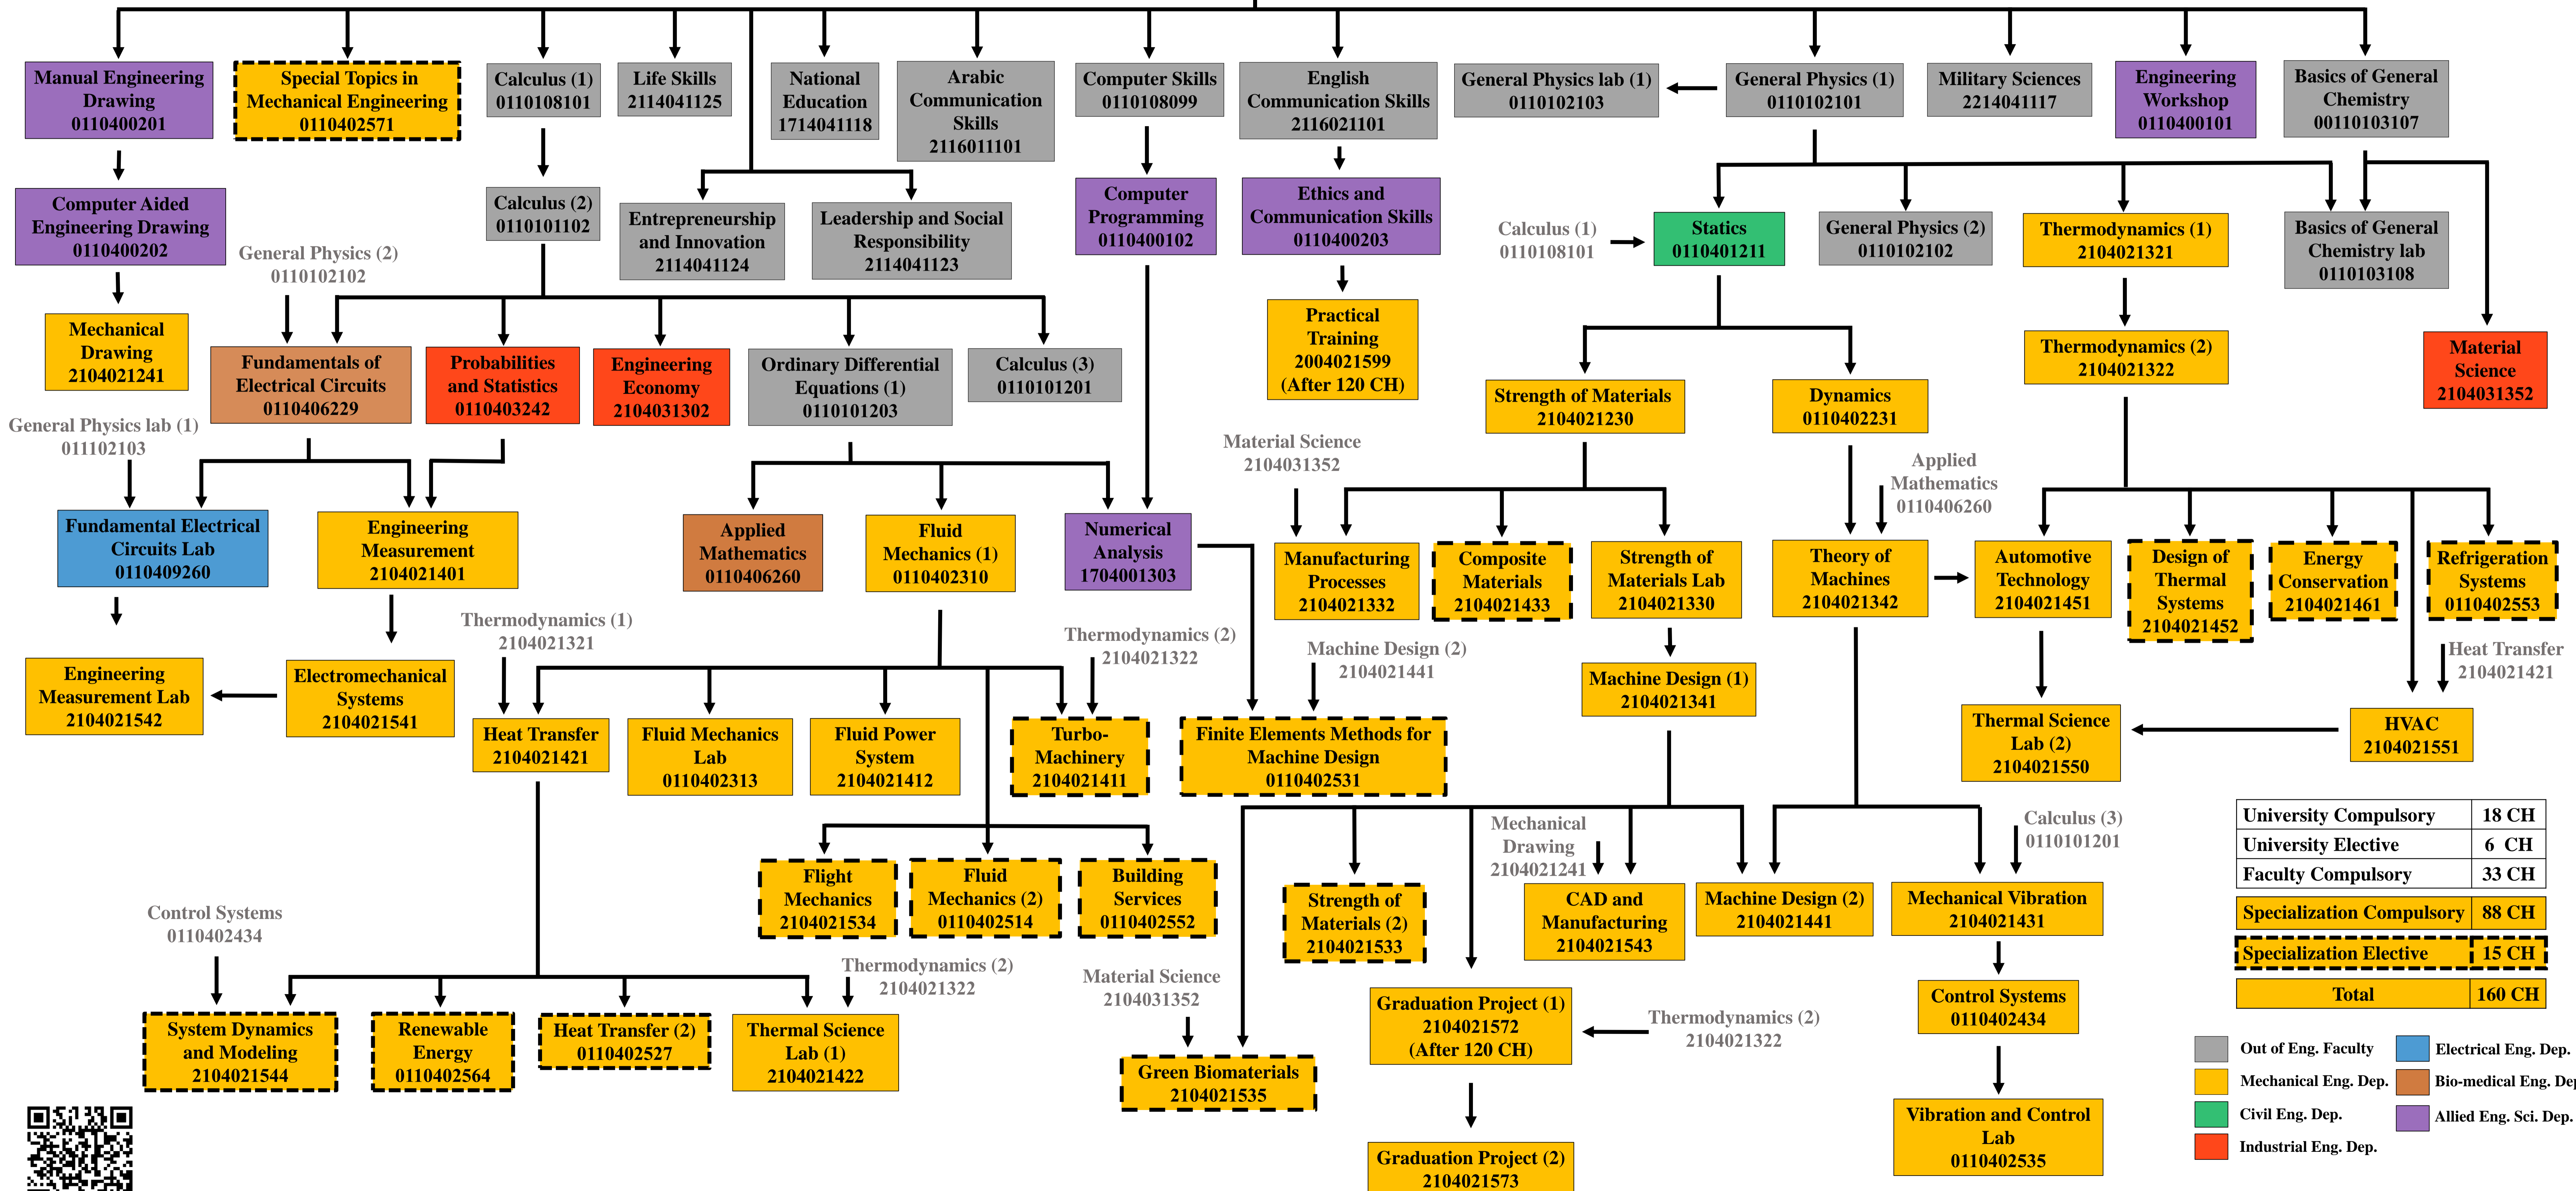 Manual Engineering
Drawing
0110400201
Special Topics in
Mechanical Engineering
0110402571
Calculus (1)
0110108101
Life Skills
2114041125
National
Education
1714041118
Arabic
Communication
Skills
2116011101
Computer Skills
0110108099
English
Communication Skills
2116021101
General Physics lab (1)
0110102103
General Physics (1)
0110102101
Military Sciences
2214041117
Engineering
Workshop
0110400101
Basics of General
Chemistry
00110103107
Computer Aided
Engineering Drawing
0110400202
Calculus (2)
0110101102
Entrepreneurship
and Innovation
2114041124
Leadership and Social
Responsibility
2114041123
Computer
Programming
0110400102
Ethics and
Communication Skills
0110400203
Calculus (1)
0110108101
Statics
0110401211
General Physics (2)
0110102102
Thermodynamics (1)
2104021321
Basics of General
Chemistry lab
0110103108
General Physics (2)
0110102102
Mechanical
Drawing
2104021241
Fundamentals of
Electrical Circuits
0110406229
Probabilities
and Statistics
0110403242
Engineering
Economy
2104031302
Ordinary Differential
Equations (1)
0110101203
Calculus (3)
0110101201
Practical
Training
2004021599
(After 120 CH)
Strength of Materials
2104021230
Dynamics
0110402231
Thermodynamics (2)
2104021322
Material
Science
2104031352
General Physics lab (1)
011102103
Material Science
2104031352
Applied
Mathematics
0110406260
Fundamental Electrical
Circuits Lab
0110409260
Engineering
Measurement
2104021401
Applied
Mathematics
0110406260
Fluid
Mechanics (1)
0110402310
Numerical
Analysis
1704001303
Manufacturing
Processes
2104021332
Composite
Materials
2104021433
Strength of
Materials Lab
2104021330
Theory of
Machines
2104021342
Automotive
Technology
2104021451
Design of
Thermal
Systems
2104021452
Energy
Conservation
2104021461
Refrigeration
Systems
0110402553
Thermodynamics (1)
2104021321
Thermodynamics (2)
2104021322
Machine Design (2)
2104021441
Heat Transfer
2104021421
Engineering
Measurement Lab
2104021542
Electromechanical
Systems
2104021541
Heat Transfer
2104021421
Fluid Mechanics
Lab
0110402313
Fluid Power
System
2104021412
Turbo-
Machinery
2104021411
Finite Elements Methods for
Machine Design
0110402531
Machine Design (1)
2104021341
Thermal Science
Lab (2)
2104021550
HVAC
2104021551
Flight
Mechanics
2104021534
Fluid
Mechanics (2)
0110402514
Building
Services
0110402552
Strength of
Materials (2)
2104021533
Mechanical
Drawing
2104021241
CAD and
Manufacturing
2104021543
Machine Design (2)
2104021441
Calculus (3)
0110101201
Mechanical Vibration
2104021431
University Compulsory 18 CH
University Elective 6 CH
Faculty Compulsory 33 CH
Specialization Compulsory 88 CH
Specialization Elective 15 CH
Total 160 CH
Control Systems
0110402434
Thermodynamics (2)
2104021322
Material Science
2104031352
System Dynamics
and Modeling
2104021544
Renewable
Energy
0110402564
Heat Transfer (2)
0110402527
Thermal Science
Lab (1)
2104021422
Green Biomaterials
2104021535
Graduation Project (1)
2104021572
(After 120 CH)
Thermodynamics (2)
2104021322
Control Systems
0110402434
Graduation Project (2)
2104021573
Vibration and Control
Lab
0110402535
Out of Eng. Faculty
Electrical Eng. Dep.
Mechanical Eng. Dep.
Bio-medical Eng. De
Civil Eng. Dep.
Allied Eng. Sci. Dep.
Industrial Eng. Dep.